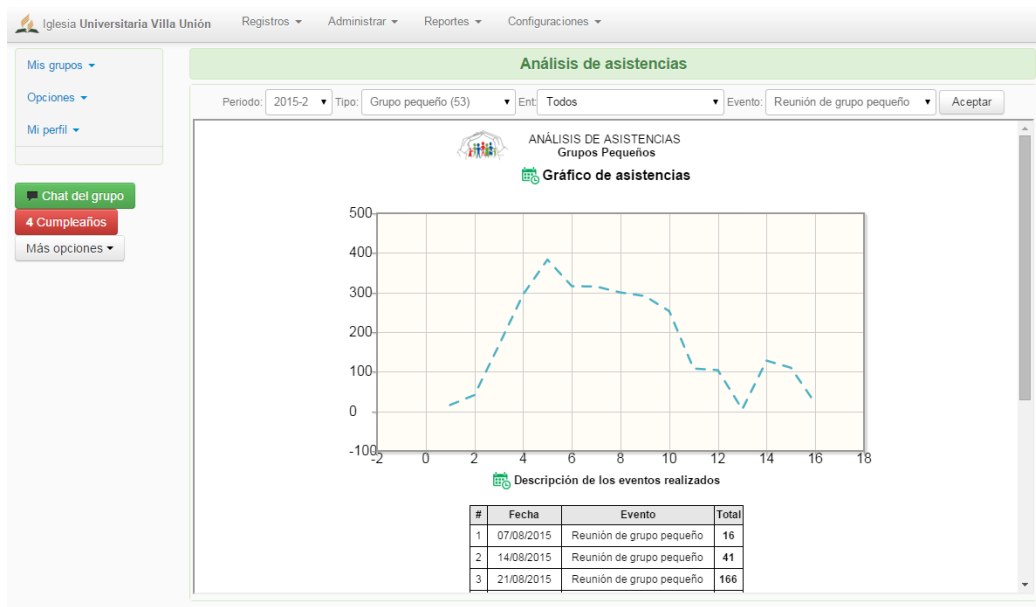 Iglesia Universitaria Villa Unión Registros Administrar Reportes Configuraciones
Mis grupos
Opciones
Mi perfil
Chat del grupo
4 Cumpleaños
Más opciones
Análisis de asistencias
Periodo: 2015-2 Tipo: Grupo pequeño (53) Ent: Todos Evento: Reunión de grupo pequeño Aceptar
ANÁLISIS DE ASISTENCIAS
Grupos Pequeños
Gráfico de asistencias
500
400
300
200
100
0
-100
-2 0 2 4 6 8 10 12 14 16 18
Descripción de los eventos realizados
# Fecha Evento Total
1 07/08/2015 Reunión de grupo pequeño 16
2 14/08/2015 Reunión de grupo pequeño 41
3 21/08/2015 Reunión de grupo pequeño 166